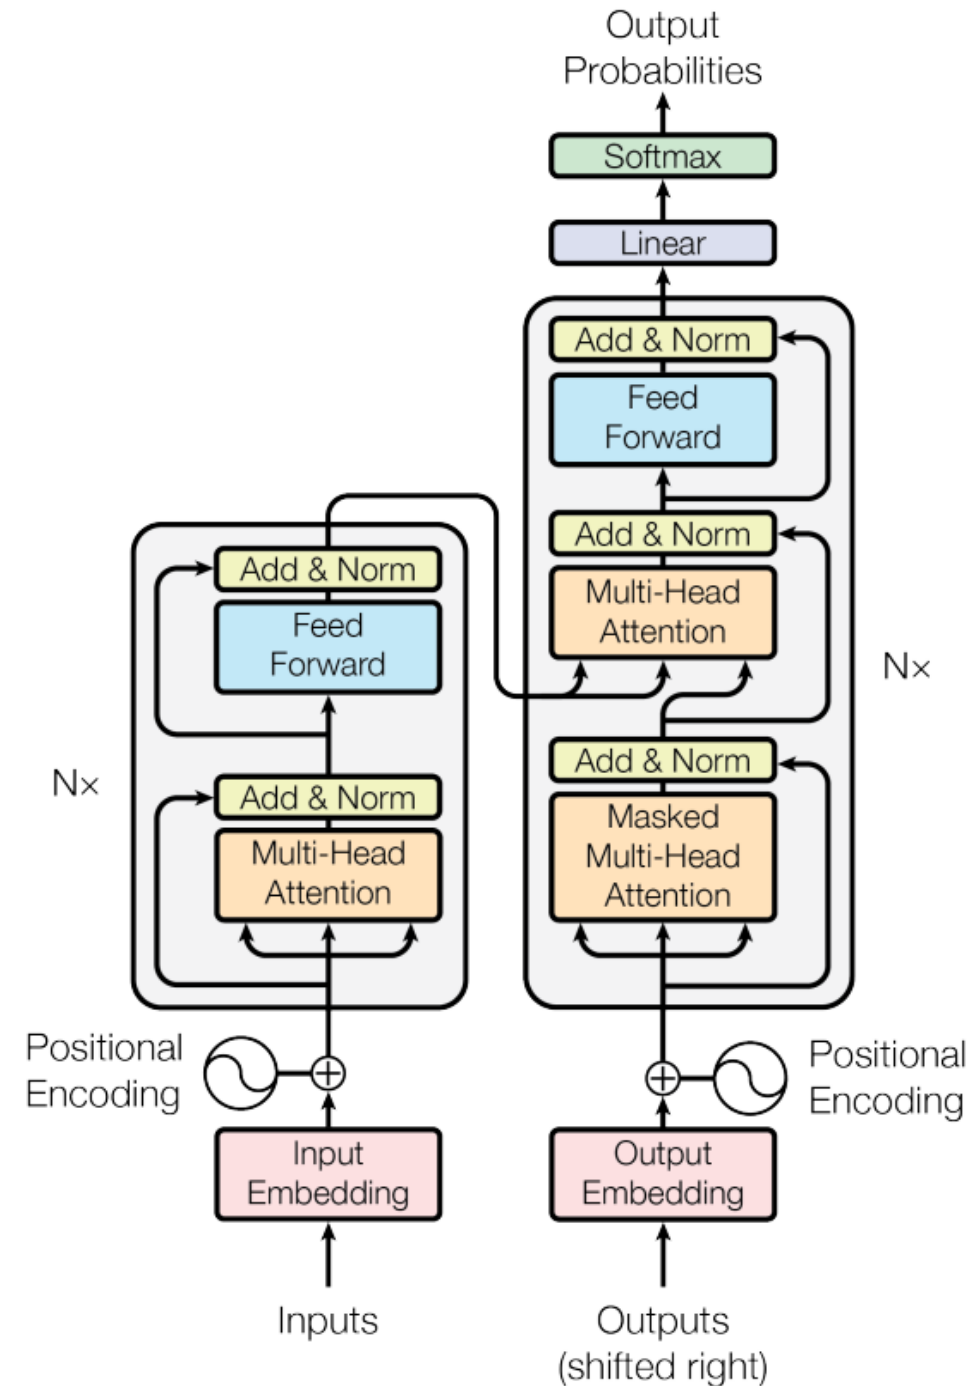 Output
Probabilities
Softmax
Linear
Add & Norm
Feed
Forward
Add & Norm
Multi-Head
Attention
Nx
Add & Norm
Masked
Multi-Head
Attention
Add & Norm
Feed
Forward
Nx
Add & Norm
Multi-Head
Attention
Positional
Encoding
Positional
Encoding
Input
Embedding
Output
Embedding
Inputs
Outputs
(shifted right)